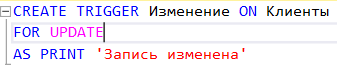 CREATE TRIGGER Изменение ON Клиенты
FOR UPDATE
AS PRINT 'Запись изменена'